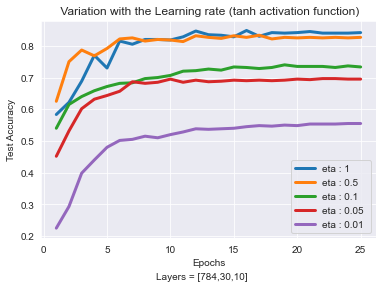 Variation with the Learning rate (tanh activation function)
0.8
0.7
0.6
0.5
0.4
0.3
0.2
Test Accuracy
eta : 1
eta : 0.5
eta : 0.1
eta : 0.05
eta : 0.01
0 5 10 15 20 25
Epochs
Layers = [784,30,10]